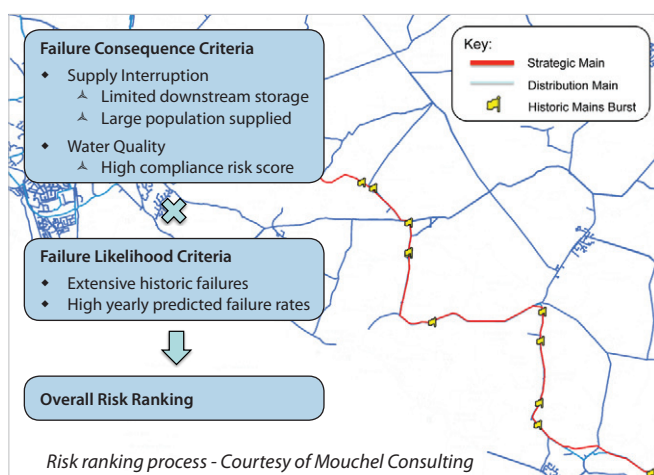 Failure Consequence Criteria
◆ Supply Interruption
⅄ Limited downstream storage
⅄ Large population supplied
◆ Water Quality
⅄ High compliance risk score
Failure Likelihood Criteria
◆ Extensive historic failures
◆ High yearly predicted failure rates
Overall Risk Ranking
Key:
Strategic Main
Distribution Main
Historic Mains Burst
Risk ranking process - Courtesy of Mouchel Consulting